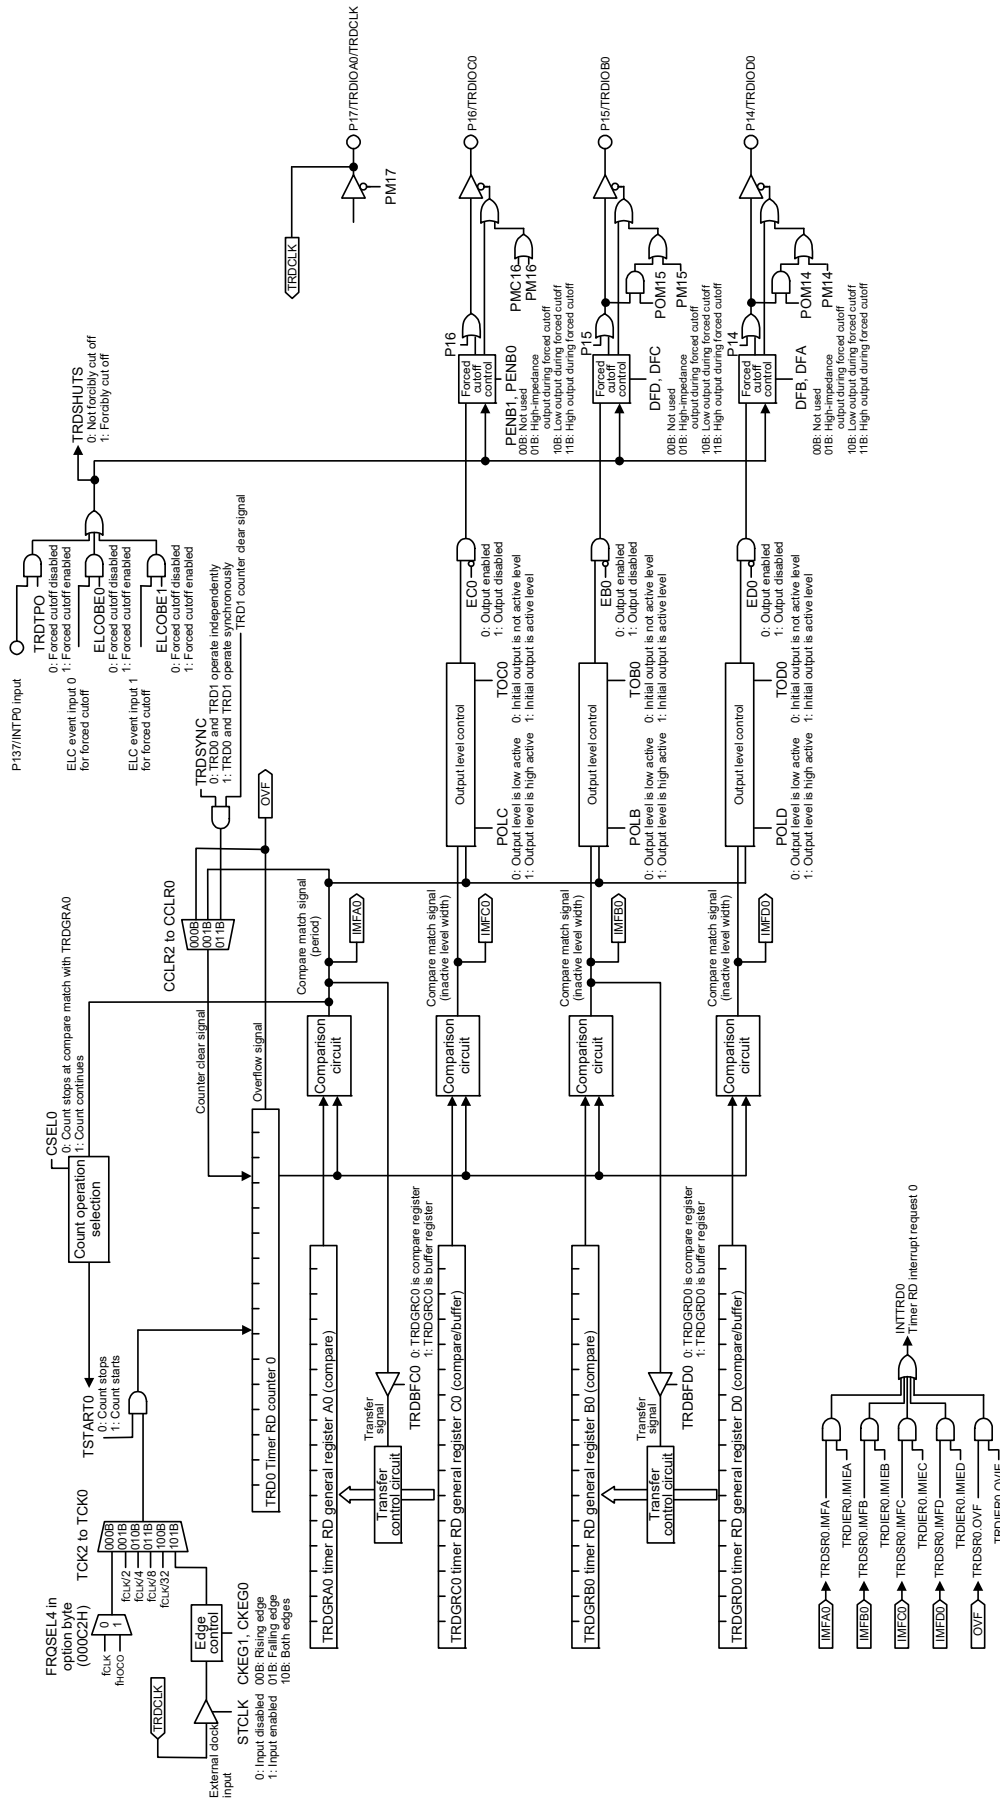 FRQSEL4 in
option byte
(000C2H)
fCLK
fHOCO
0
1
TCK2 to TCK0
000B
001B
010B
011B
100B
101B
fCLK/2
fCLK/4
fCLK/8
fCLK/32
TRDCLK
External clock
input
STCLK
0: Input disabled
1: Input enabled
Edge
control
CKEG1, CKEG0
00B: Rising edge
01B: Falling edge
10B: Both edges
TSTART0
0: Count stops
1: Count starts
Count operation
selection
CSEL0
0: Count stops at compare match with TRDGRA0
1: Count continues
TRD0 Timer RD counter 0
Counter clear signal
Overflow signal
CCLR2 to CCLR0
000B
001B
011B
OVF
TRDSYNC
0: TRD0 and TRD1 operate independently
1: TRD0 and TRD1 operate synchronously
TRD1 counter clear signal
P137/INTP0 input
TRDTPO
0: Forced cutoff disabled
1: Forced cutoff enabled
ELC event input 0
for forced cutoff
ELCOBE0
0: Forced cutoff disabled
1: Forced cutoff enabled
ELC event input 1
for forced cutoff
ELCOBE1
0: Forced cutoff disabled
1: Forced cutoff enabled
TRDSHUTS
0: Not forcibly cut off
1: Forcibly cut off
TRDCLK
PM17
P17/TRDIOA0/TRDCLK
TRDGRA0 timer RD general register A0 (compare)
Comparison
circuit
Compare match signal
(period)
IMFA0
Transfer
control circuit
Transfer
signal
TRDBFC0
0: TRDGRC0 is compare register
1: TRDGRC0 is buffer register
TRDGRC0 timer RD general register C0 (compare/buffer)
Comparison
circuit
Compare match signal
(inactive level width)
IMFC0
Output level control
POLC
0: Output level is low active
1: Output level is high active
TOC0
0: Initial output is not active level
1: Initial output is active level
EC0
0: Output enabled
1: Output disabled
Forced
cutoff
control
P16
PENB1, PENB0
00B: Not used
01B: High-impedance
output during forced cutoff
10B: Low output during forced cutoff
11B: High output during forced cutoff
PMC16
PM16
P16/TRDIOC0
TRDGRB0 timer RD general register B0 (compare)
Comparison
circuit
Compare match signal
(inactive level width)
IMFB0
Output level control
POLB
0: Output level is low active
1: Output level is high active
TOB0
0: Initial output is not active level
1: Initial output is active level
EB0
0: Output enabled
1: Output disabled
Forced
cutoff
control
P15
DFD, DFC
00B: Not used
01B: High-impedance
output during forced cutoff
10B: Low output during forced cutoff
11B: High output during forced cutoff
POM15
PM15
P15/TRDIOB0
Transfer
control circuit
Transfer
signal
TRDBFD0
0: TRDGRD0 is compare register
1: TRDGRD0 is buffer register
TRDGRD0 timer RD general register D0 (compare/buffer)
Comparison
circuit
Compare match signal
(inactive level width)
IMFD0
Output level control
POLD
0: Output level is low active
1: Output level is high active
TOD0
0: Initial output is not active level
1: Initial output is active level
ED0
0: Output enabled
1: Output disabled
Forced
cutoff
control
P14
DFB, DFA
00B: Not used
01B: High-impedance
output during forced cutoff
10B: Low output during forced cutoff
11B: High output during forced cutoff
POM14
PM14
P14/TRDIOD0
IMFA0
TRDSR0.IMFA
TRDIER0.IMIEA
IMFB0
TRDSR0.IMFB
TRDIER0.IMIEB
IMFC0
TRDSR0.IMFC
TRDIER0.IMIEC
IMFD0
TRDSR0.IMFD
TRDIER0.IMIED
OVF
TRDSR0.OVF
TRDIER0.OVIE
INTTRD0
Timer RD interrupt request 0